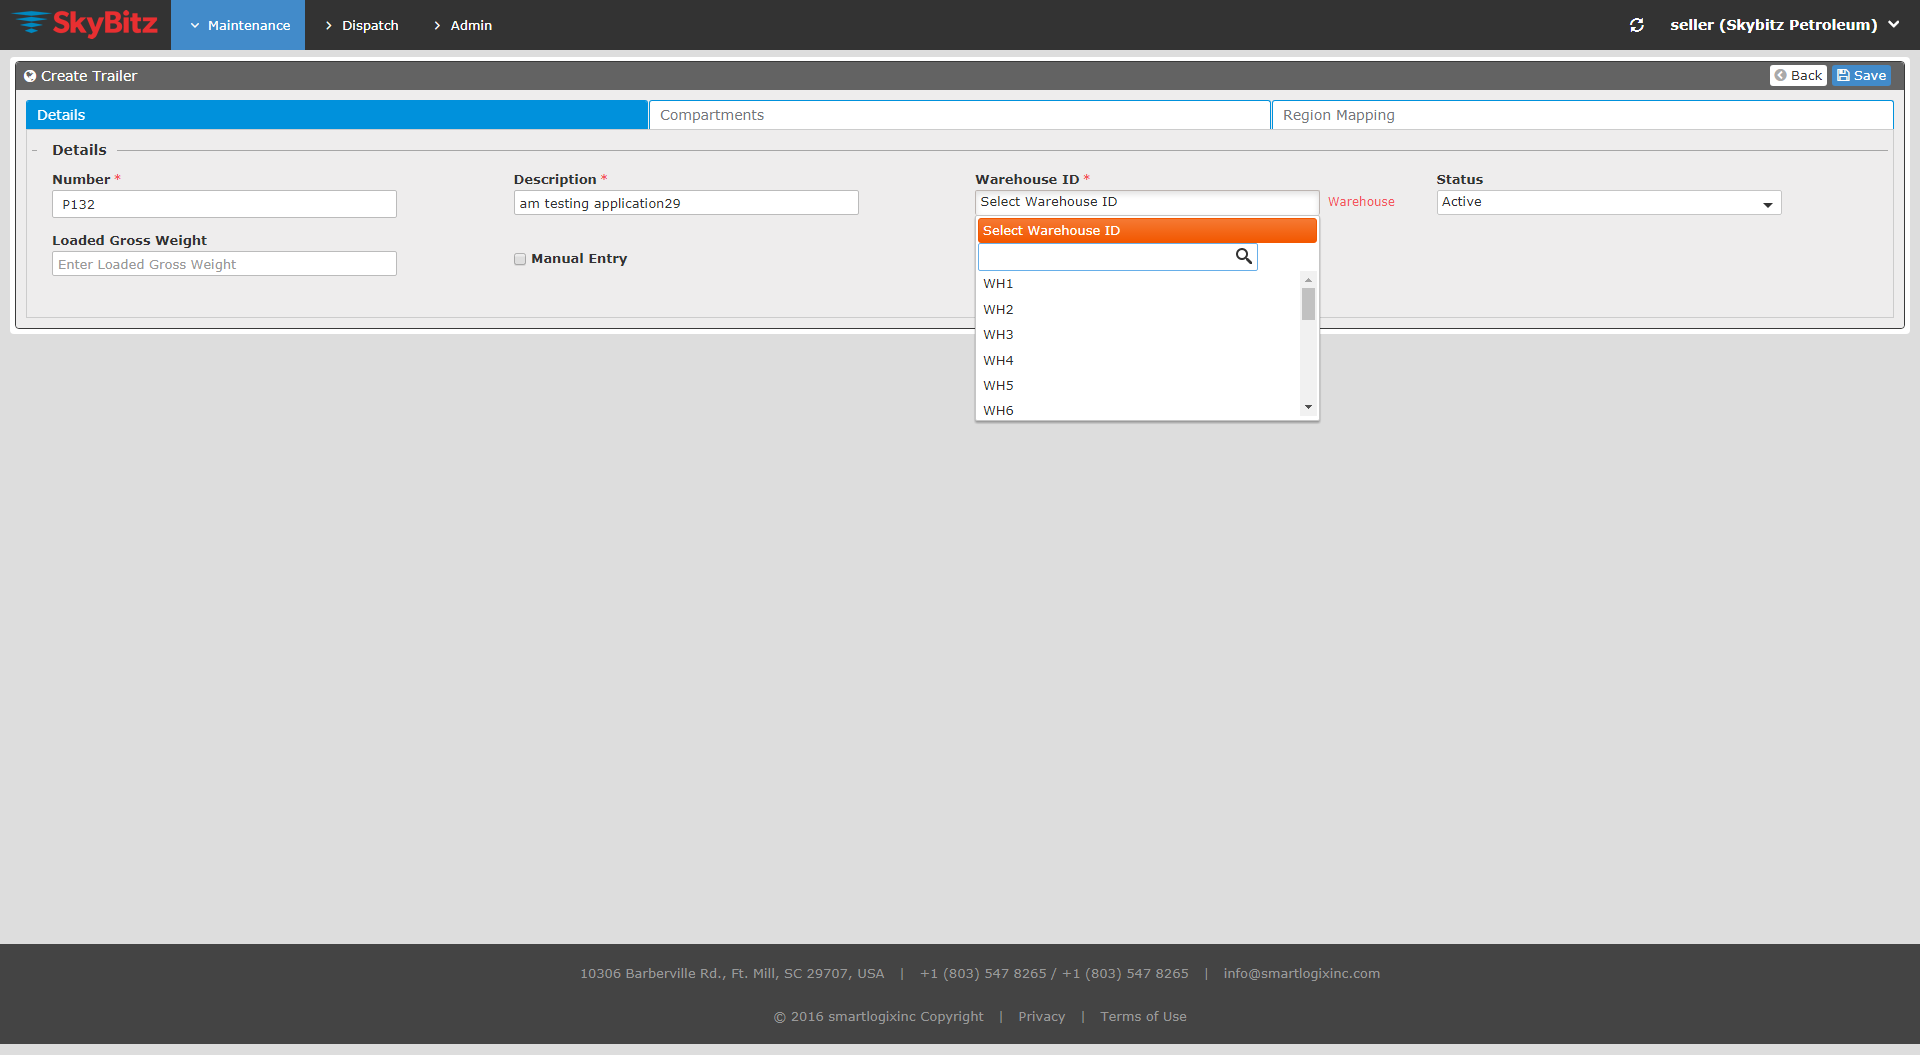 SkyBitz
Maintenance Dispatch Admin
seller (Skybitz Petroleum)
Create Trailer
Back Save
Details Compartments Region Mapping
Details
Number * Description * Warehouse ID * Status
P132 am testing application29 Select Warehouse ID Warehouse Active
Select Warehouse ID
Loaded Gross Weight
Enter Loaded Gross Weight Manual Entry
WH1
WH2
WH3
WH4
WH5
WH6
10306 Barberville Rd., Ft. Mill, SC 29707, USA | +1 (803) 547 8265 / +1 (803) 547 8265 | info@smartlogixinc.com
© 2016 smartlogixinc Copyright | Privacy | Terms of Use